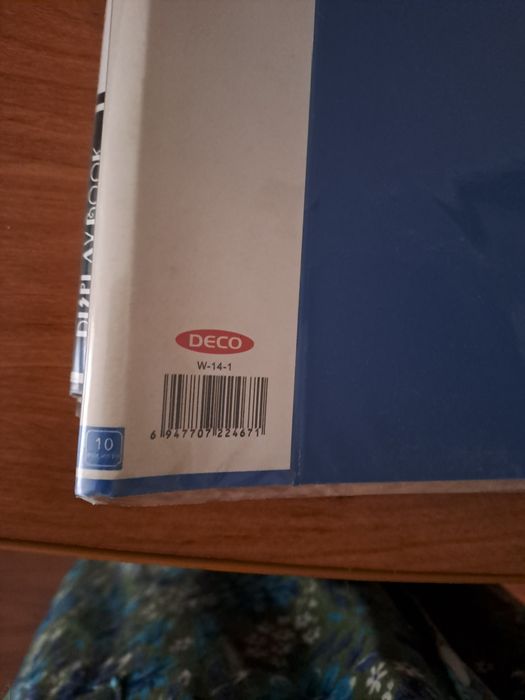 DISPLAY BOOK
DECO
W-14-1
6 947707 224671
10